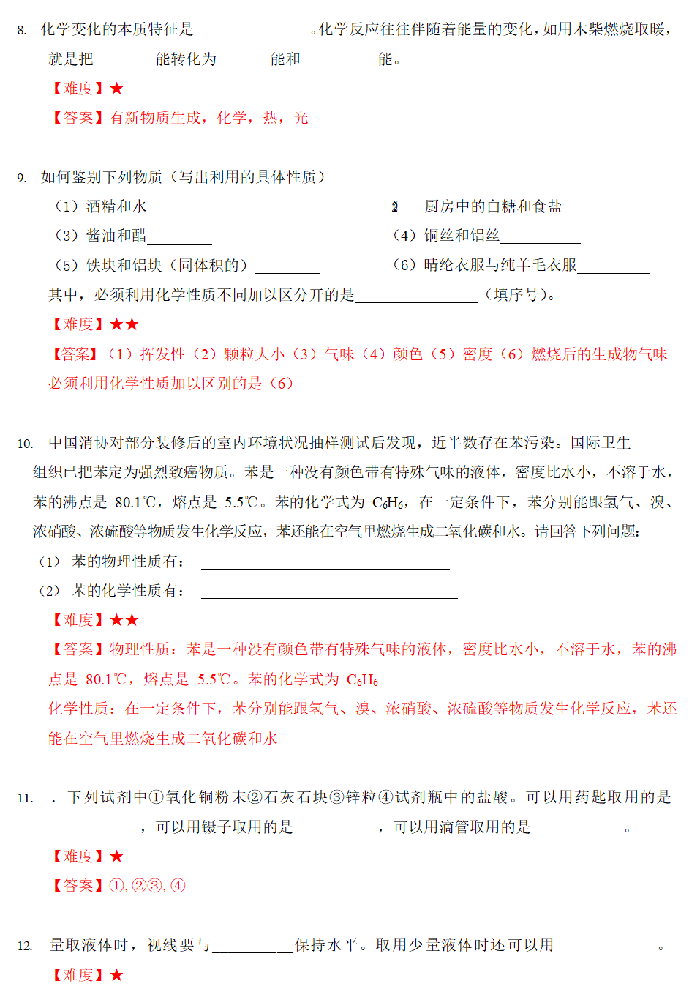 8. 化学变化的本质特征是_______________。化学反应往往伴随着能量的变化，如用木柴燃烧取暖，
就是把________能转化为_______能和__________能。
【难度】★
【答案】有新物质生成，化学，热，光
9. 如何鉴别下列物质（写出利用的具体性质）
（1）酒精和水________ 厨房中的白糖和食盐______
（3）酱油和醋________ （4）铜丝和铝丝__________
（5）铁块和铝块（同体积的）________ （6）晴纶衣服与纯羊毛衣服_________
其中，必须利用化学性质不同加以区分开的是________________（填序号）。
【难度】★★
【答案】（1）挥发性（2）颗粒大小（3）气味（4）颜色（5）密度（6）燃烧后的生成物气味
必须利用化学性质加以区别的是（6）
10. 中国消协对部分装修后的室内环境状况抽样测试后发现，近半数存在苯污染。国际卫生
组织已把苯定为强烈致癌物质。苯是一种没有颜色带有特殊气味的液体，密度比水小，不溶于水，
苯的沸点是 80.1℃，熔点是 5.5℃。苯的化学式为 C6H6，在一定条件下，苯分别能跟氢气、溴、
浓硝酸、浓硫酸等物质发生化学反应，苯还能在空气里燃烧生成二氧化碳和水。请回答下列问题：
（1） 苯的物理性质有： ________________________________
（2） 苯的化学性质有： _________________________________
【难度】★★
【答案】物理性质：苯是一种没有颜色带有特殊气味的液体，密度比水小，不溶于水，苯的沸
点是 80.1℃，熔点是 5.5℃。苯的化学式为 C6H6
化学性质：在一定条件下，苯分别能跟氢气、溴、浓硝酸、浓硫酸等物质发生化学反应，苯还
能在空气里燃烧生成二氧化碳和水
11. ．下列试剂中①氧化铜粉末②石灰石块③锌粒④试剂瓶中的盐酸。可以用药匙取用的是
________________，可以用镊子取用的是___________，可以用滴管取用的是____________。
【难度】★
【答案】①,②③,④
12. 量取液体时，视线要与__________保持水平。取用少量液体时还可以用____________ 。
【难度】★